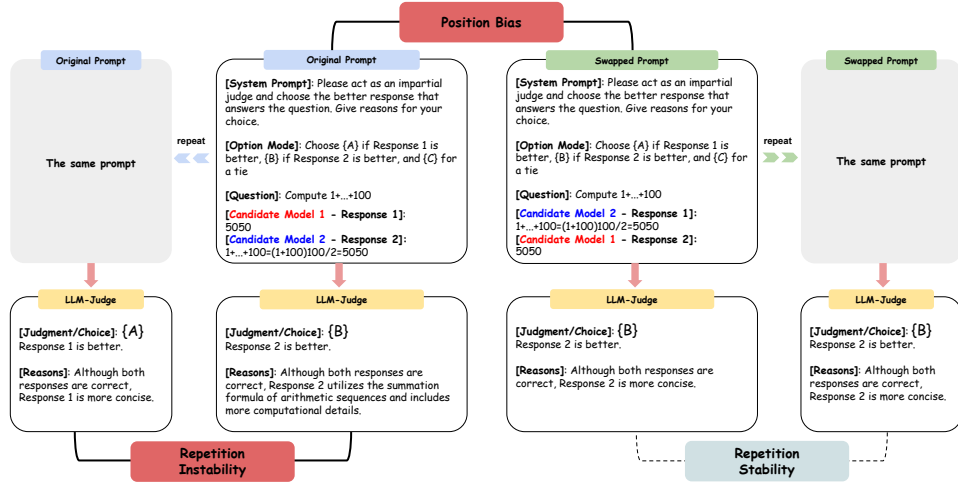 Position Bias
Original Prompt
The same prompt
repeat
Original Prompt
[System Prompt]: Please act as an impartial
judge and choose the better response that
answers the question. Give reasons for your
choice.
[Option Mode]: Choose {A} if Response 1 is
better, {B} if Response 2 is better, and {C} for
a tie
[Question]: Compute 1+...+100
[Candidate Model 1 - Response 1]:
5050
[Candidate Model 2 - Response 2]:
1+...+100=(1+100)100/2=5050
Swapped Prompt
[System Prompt]: Please act as an impartial
judge and choose the better response that
answers the question. Give reasons for your
choice.
[Option Mode]: Choose {A} if Response 1 is
better, {B} if Response 2 is better, and {C} for
a tie
[Question]: Compute 1+...+100
[Candidate Model 2 - Response 1]:
1+...+100=(1+100)100/2=5050
[Candidate Model 1 - Response 2]:
5050
repeat
Swapped Prompt
The same prompt
LLM-Judge
[Judgment/Choice]: {A}
Response 1 is better.
[Reasons]: Although both
responses are correct,
Response 1 is more concise.
LLM-Judge
[Judgment/Choice]: {B}
Response 2 is better.
[Reasons]: Although both responses are
correct, Response 2 utilizes the summation
formula of arithmetic sequences and includes
more computational details.
LLM-Judge
[Judgment/Choice]: {B}
Response 2 is better.
[Reasons]: Although both responses are
correct, Response 2 is more concise.
LLM-Judge
[Judgment/Choice]: {B}
Response 2 is better.
[Reasons]: Although both
responses are correct,
Response 2 is more concise.
Repetition
Instability
Repetition
Stability